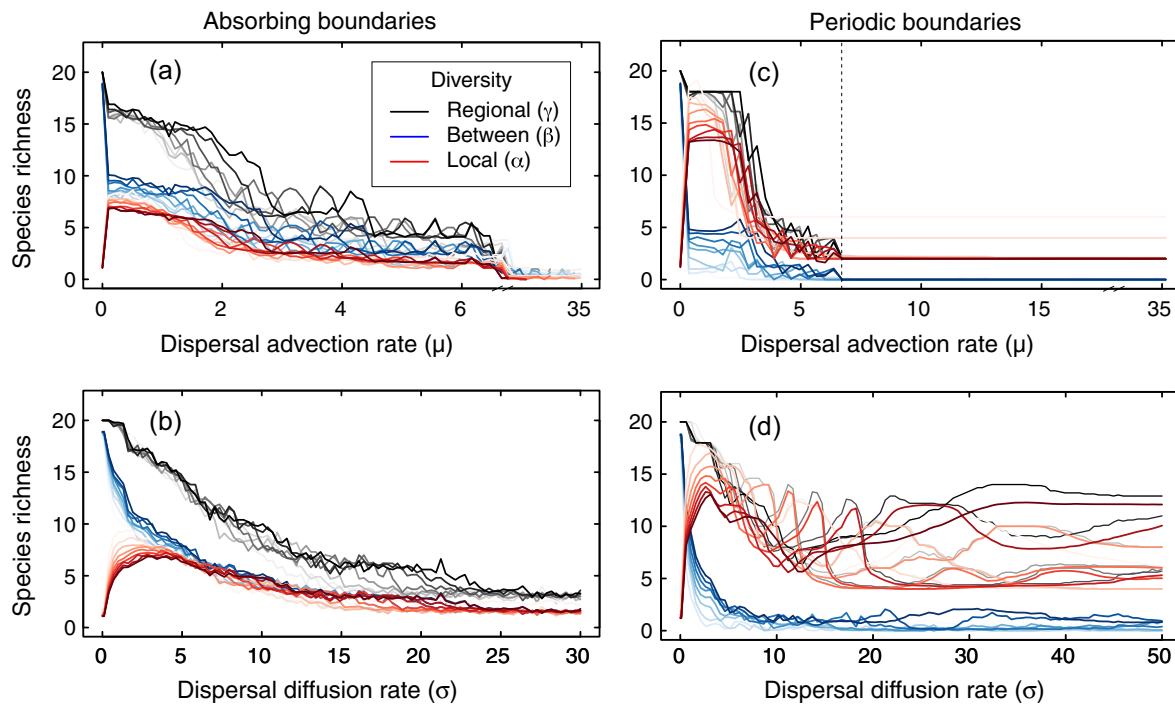 Absorbing boundaries
Periodic boundaries
(a)
Diversity
Regional (γ)
Between (β)
Local (α)
Species richness
20
15
10
5
0
0
2
4
6
35
Dispersal advection rate (μ)
(c)
20
15
10
5
0
0
5
10
15
35
Dispersal advection rate (μ)
(b)
Species richness
20
15
10
5
0
0
5
10
15
20
25
30
Dispersal diffusion rate (σ)
(d)
20
15
10
5
0
0
10
20
30
40
50
Dispersal diffusion rate (σ)